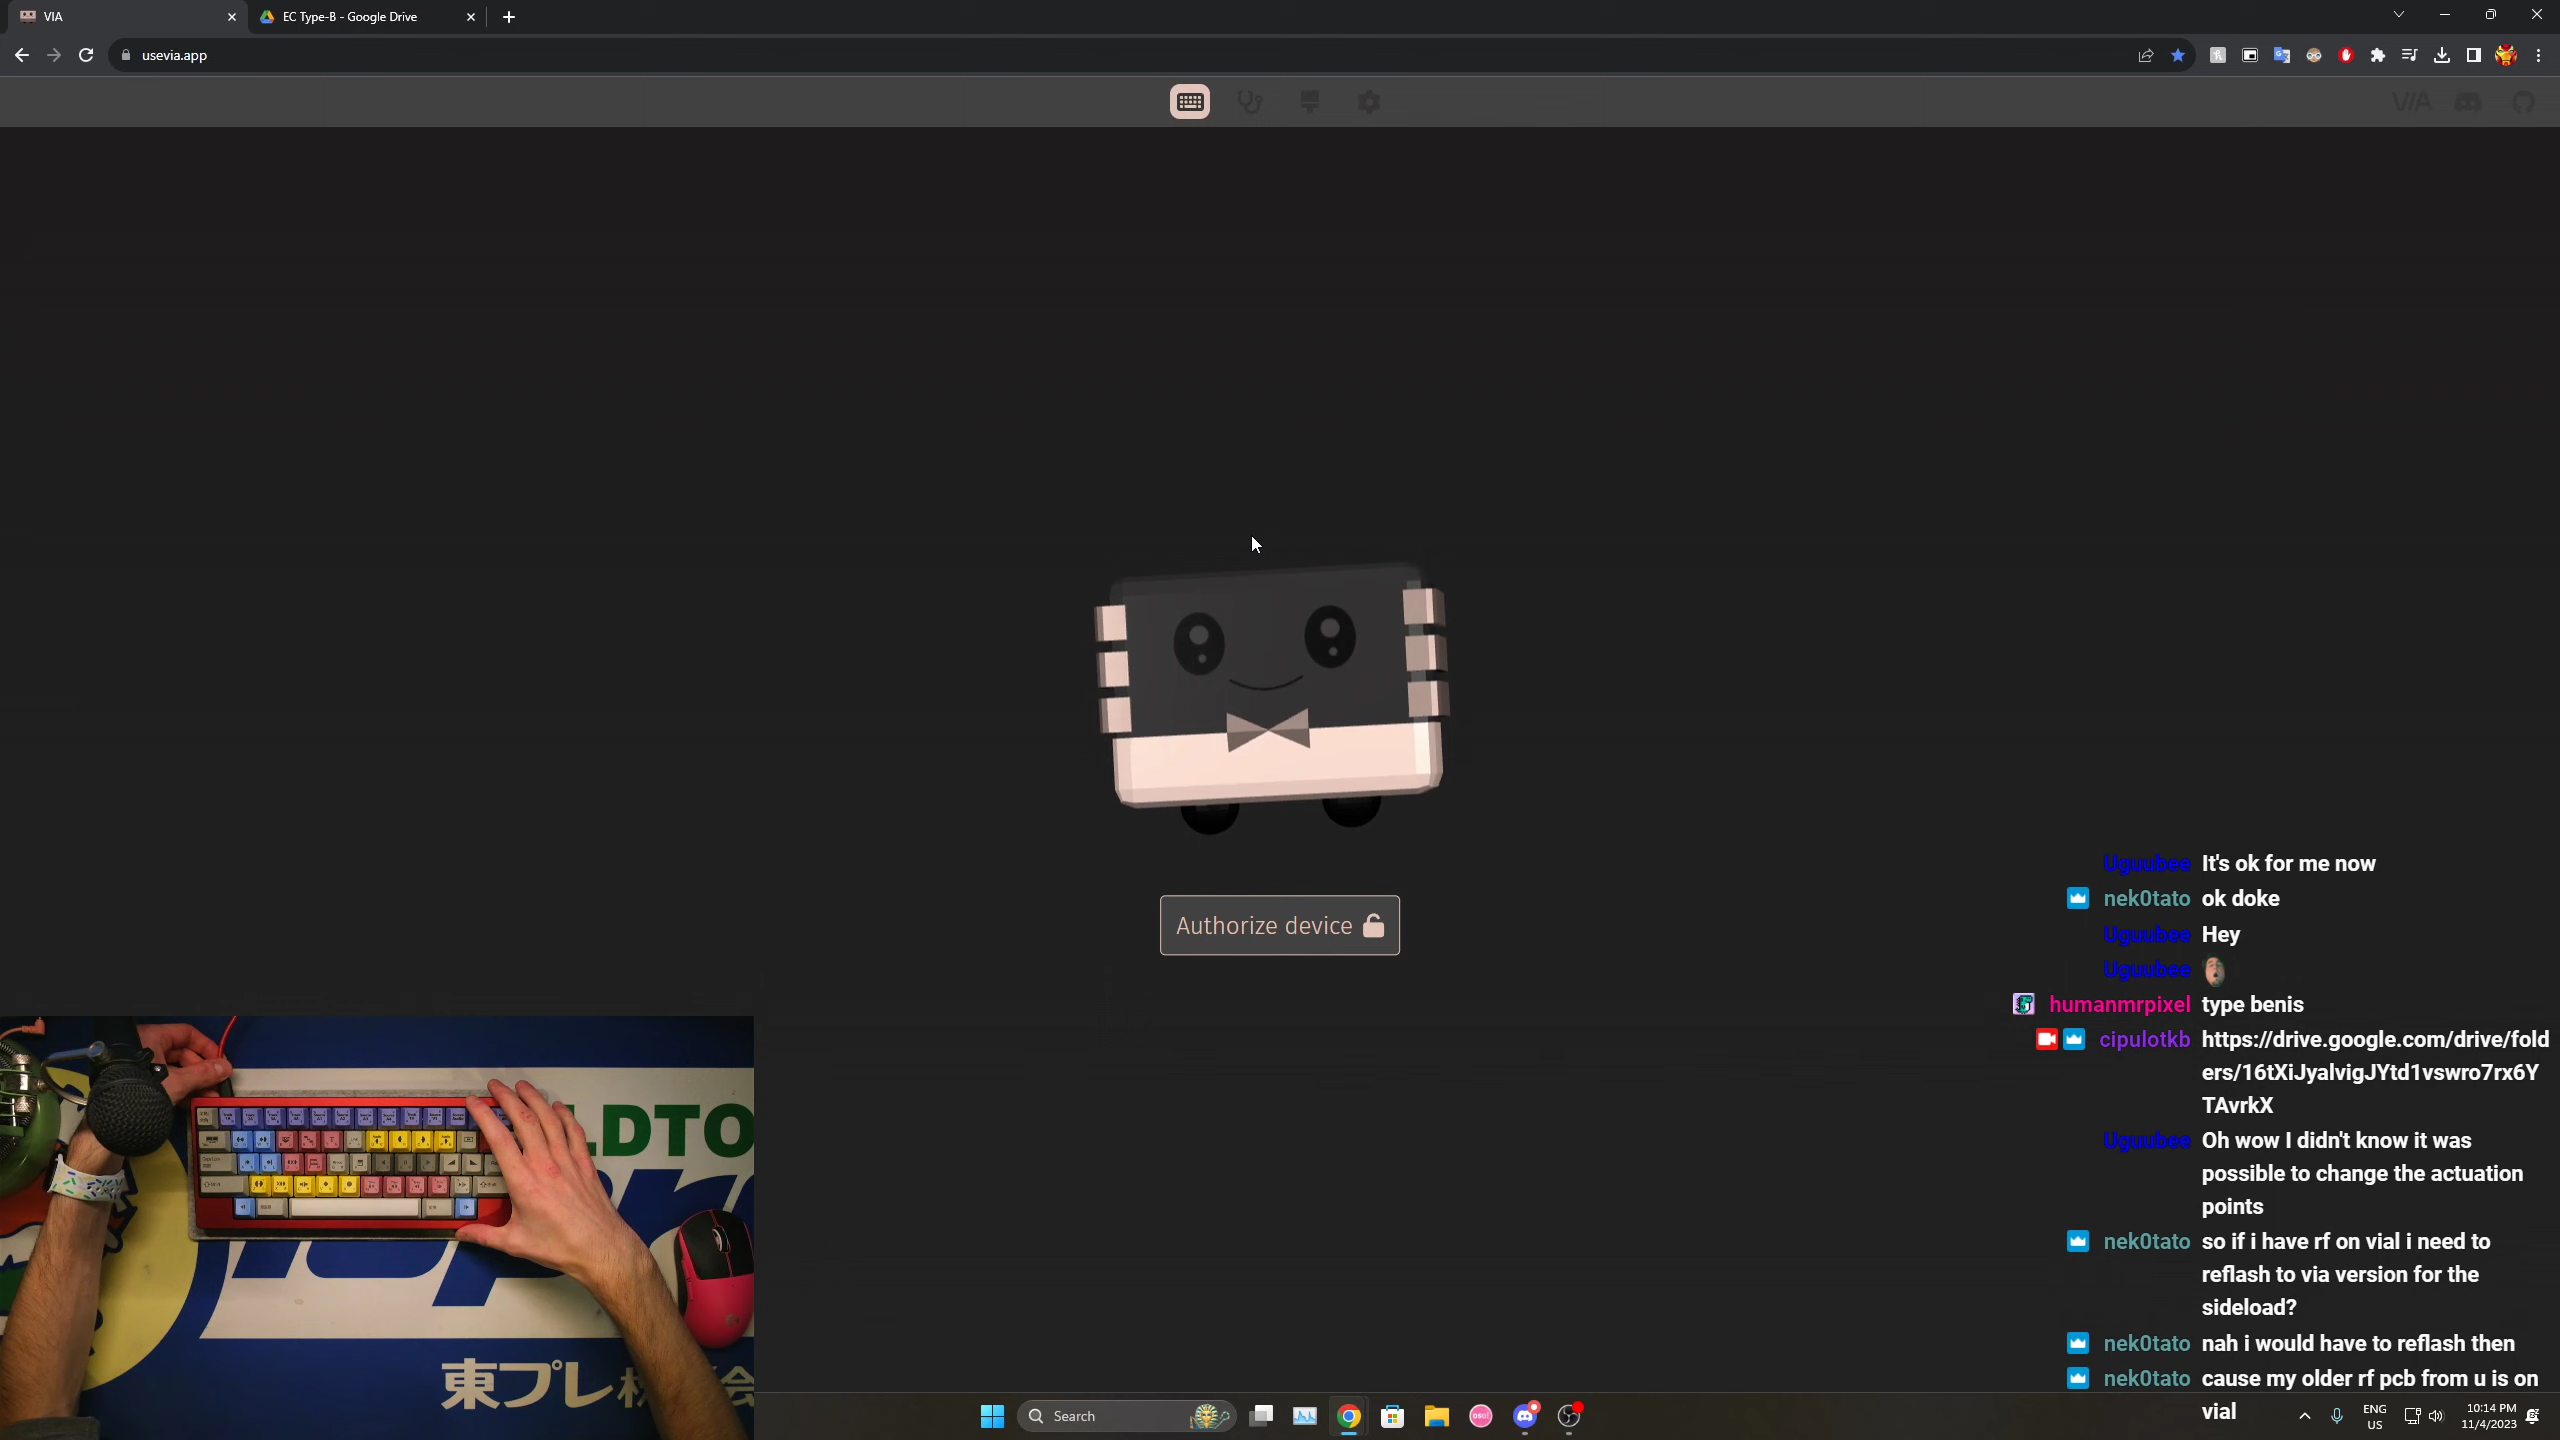 VIA
EC Type-B - Google Drive
usevia.app
VIA
Authorize device
Uguubee It's ok for me now
nek0tato ok doke
Uguubee Hey
Uguubee
humanmrpixel type benis
cipulotkb https://drive.google.com/drive/fold
ers/16tXiJyalvigJYtd1vswro7rx6Y
TAvrkX
Uguubee Oh wow I didn't know it was
possible to change the actuation
points
nek0tato so if i have rf on vial i need to
reflash to via version for the
sideload?
nek0tato nah i would have to reflash then
nek0tato cause my older rf pcb from u is on
vial
LDTO
東プレ株
Search
osu!
ENG
US
10:14 PM
11/4/2023